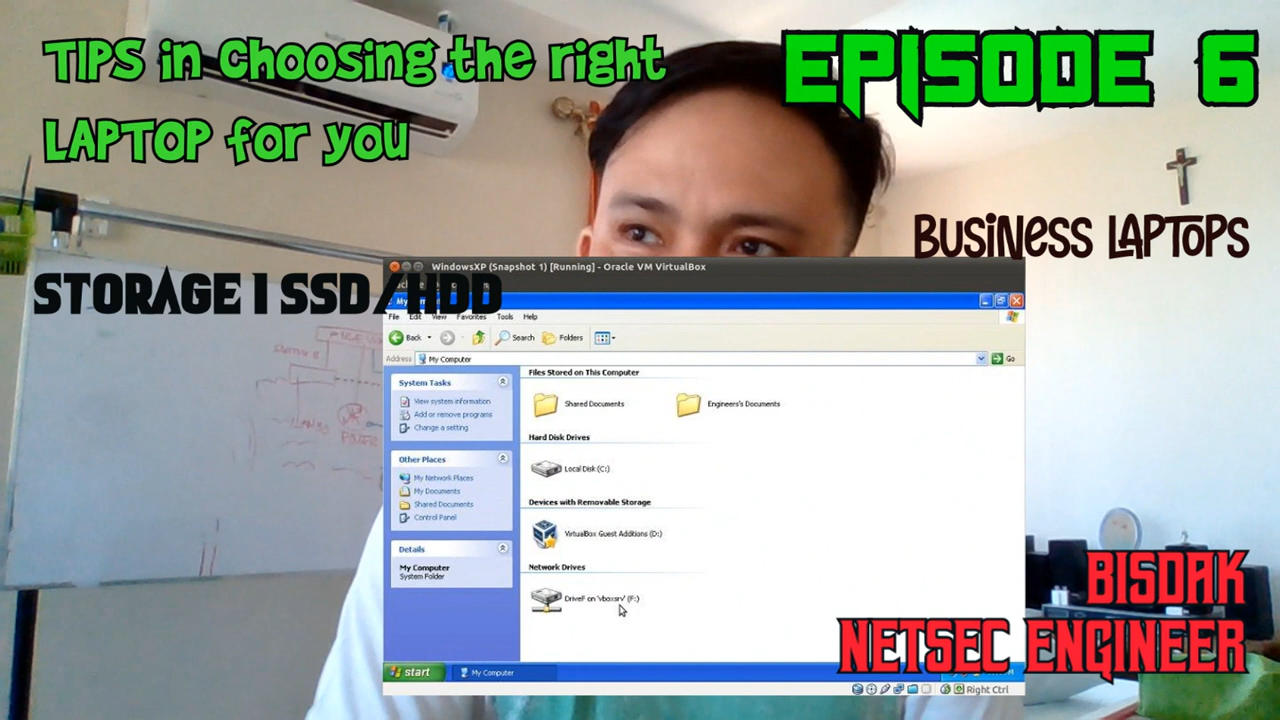 TIPS in choosing the right
LAPTOP for you
EPISODE 6
BUSINESS LAPTOPS
STORAGE | SSD/HDD
WindowsXP (Snapshot 1) [Running] - Oracle VM VirtualBox
File Edit View Favorites Tools Help
Back Search Folders
Address My Computer Go
System Tasks
View system information
Add or remove programs
Change a setting
Other Places
My Network Places
My Documents
Shared Documents
Control Panel
Details
My Computer
System Folder
Files Stored on This Computer
Shared Documents Engineers's Documents
Hard Disk Drives
Local Disk (C:)
Devices with Removable Storage
VirtualBox Guest Additions (D:)
Network Drives
DriveF on 'vboxsrv' (F:)
start My Computer
Right Ctrl
BISDAK
NETSEC ENGINEER